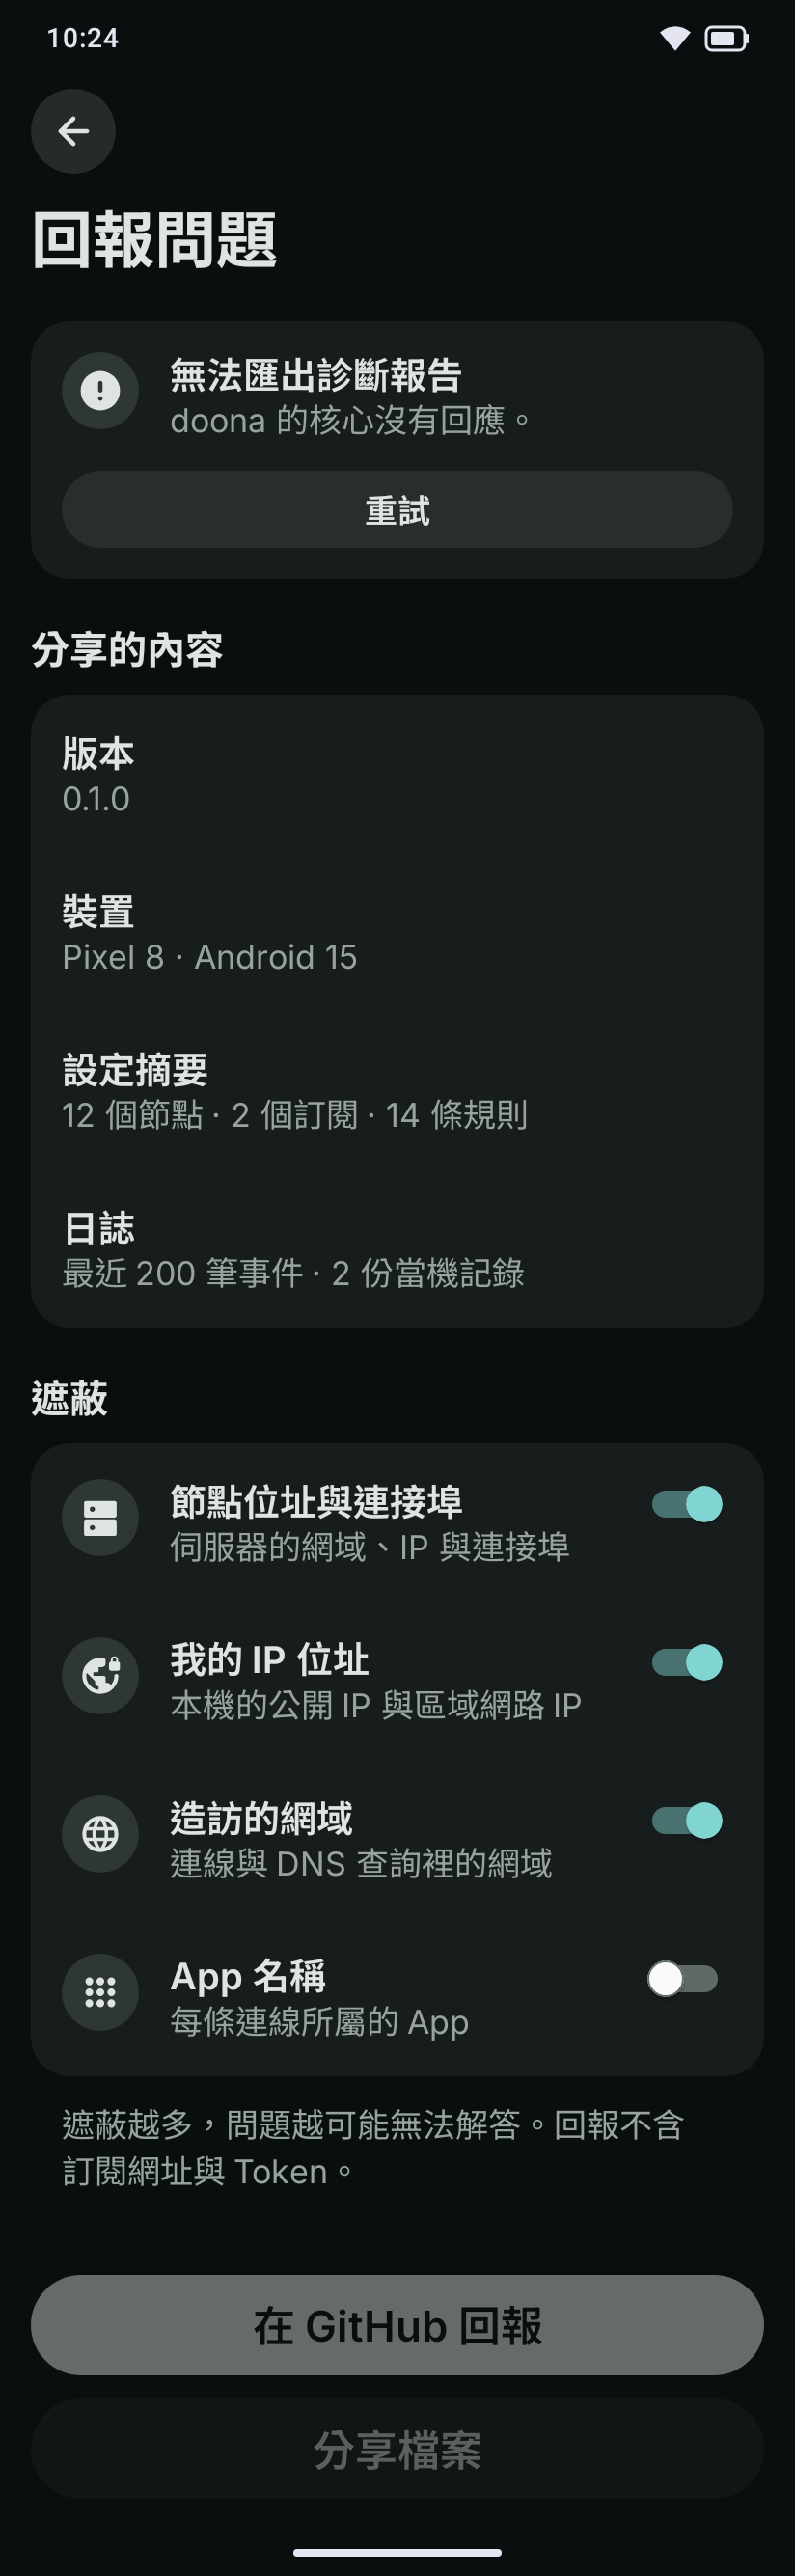 10:24
回報問題
無法匯出診斷報告
doona 的核心沒有回應。
重試
分享的內容
版本
0.1.0
裝置
Pixel 8 · Android 15
設定摘要
12 個節點 · 2 個訂閱 · 14 條規則
日誌
最近 200 筆事件 · 2 份當機記錄
遮蔽
節點位址與連接埠
伺服器的網域、IP 與連接埠
我的 IP 位址
本機的公開 IP 與區域網路 IP
造訪的網域
連線與 DNS 查詢裡的網域
App 名稱
每條連線所屬的 App
遮蔽越多，問題越可能無法解答。回報不含
訂閱網址與 Token。
在 GitHub 回報
分享檔案